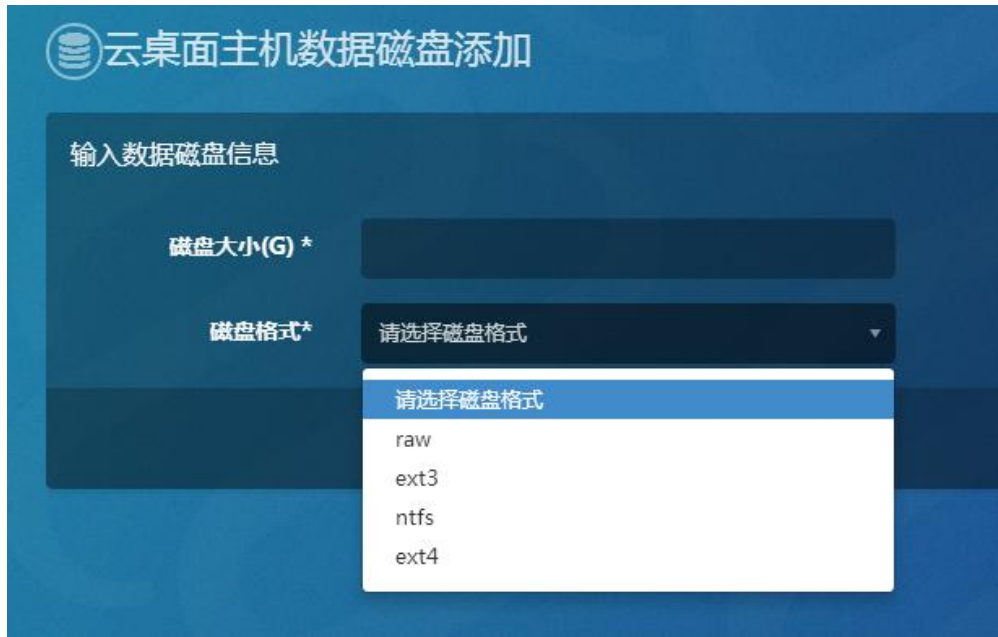 云桌面主机数据磁盘添加
输入数据磁盘信息
磁盘大小(G) *
磁盘格式*
请选择磁盘格式
请选择磁盘格式
raw
ext3
ntfs
ext4